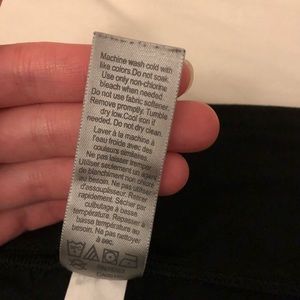 Machine wash cold with
like colors.Do not soak.
Use only non-chlorine
bleach when needed.
Do not use fabric softener.
Remove promptly. Tumble
dry low.Cool iron if
needed. Do not dry clean.
Laver à la machine à
l'eau froide avec des
couleurs similaires.
Ne pas laisser tremper.
Utiliser seulement un agent
de blanchiment non chloré
au besoin. Ne pas utiliser
d'assouplisseur. Retirer
rapidement. Sécher par
culbutage à basse
température. Repasser à
basse température au
besoin. Ne pas nettoyer
à sec.